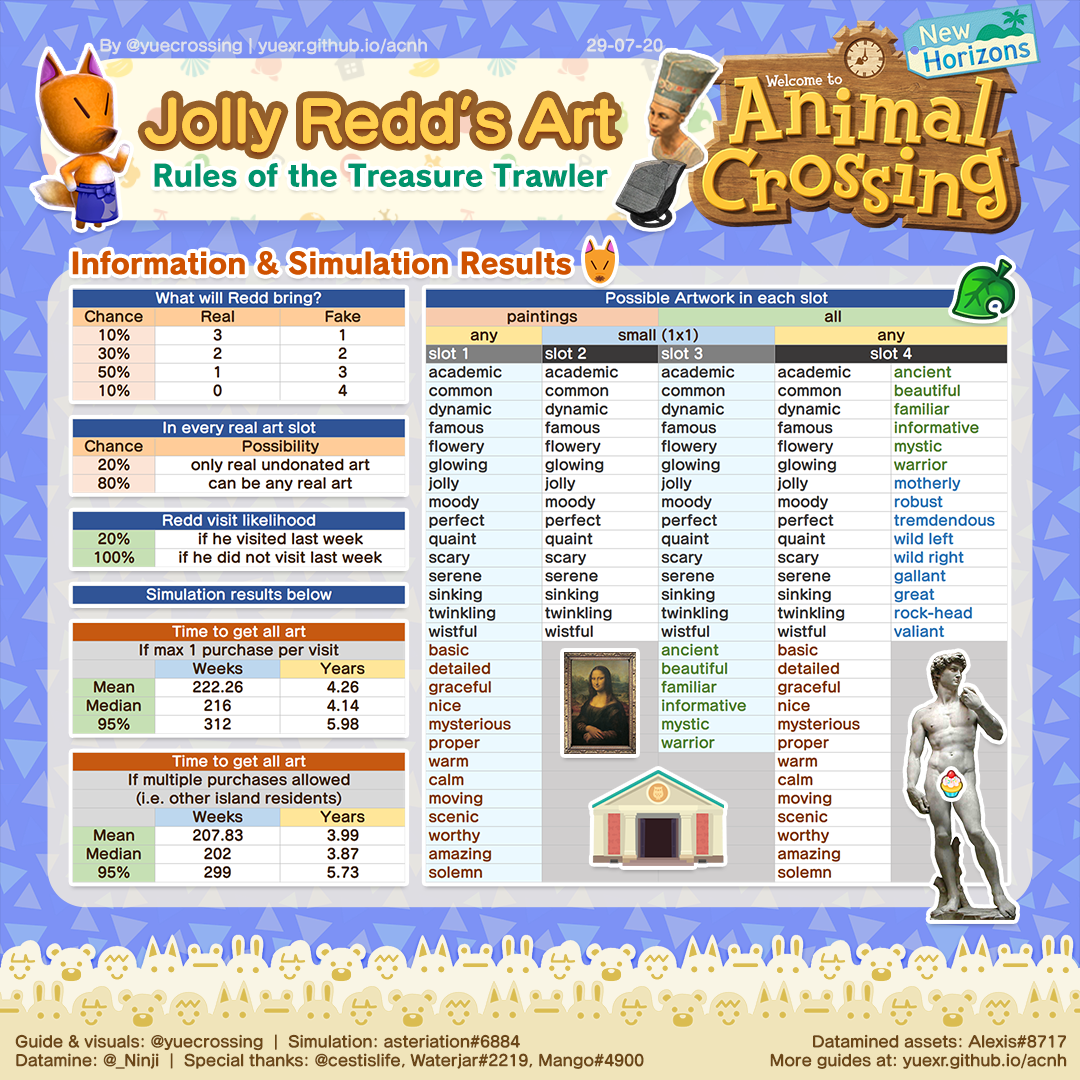 By @yuecrossing | yuexr.github.io/acnh 29-07-20
New
Horizons
Welcome to
Animal
Crossing
Jolly Redd's Art
Rules of the Treasure Trawler
Information & Simulation Results
What will Redd bring?
Chance Real Fake
10% 3 1
30% 2 2
50% 1 3
10% 0 4
In every real art slot
Chance Possibility
20% only real undonated art
80% can be any real art
Redd visit likelihood
20% if he visited last week
100% if he did not visit last week
Simulation results below
Time to get all art
If max 1 purchase per visit
Weeks Years
Mean 222.26 4.26
Median 216 4.14
95% 312 5.98
Time to get all art
If multiple purchases allowed
(i.e. other island residents)
Weeks Years
Mean 207.83 3.99
Median 202 3.87
95% 299 5.73
Possible Artwork in each slot
paintings all
any small (1x1) any
slot 1 slot 2 slot 3 slot 4
academic academic academic academic ancient
common common common common beautiful
dynamic dynamic dynamic dynamic familiar
famous famous famous famous informative
flowery flowery flowery flowery mystic
glowing glowing glowing glowing warrior
jolly jolly jolly jolly motherly
moody moody moody moody robust
perfect perfect perfect perfect tremdendous
quaint quaint quaint quaint wild left
scary scary scary scary wild right
serene serene serene serene gallant
sinking sinking sinking sinking great
twinkling twinkling twinkling twinkling rock-head
wistful wistful wistful wistful valiant
basic ancient basic
detailed beautiful detailed
graceful familiar graceful
nice informative nice
mysterious mystic mysterious
proper warrior proper
warm warm
calm calm
moving moving
scenic scenic
worthy worthy
amazing amazing
solemn solemn
Guide & visuals: @yuecrossing | Simulation: asteriation#6884
Datamine: @_Ninji | Special thanks: @cestislife, Waterjar#2219, Mango#4900
Datamined assets: Alexis#8717
More guides at: yuexr.github.io/acnh